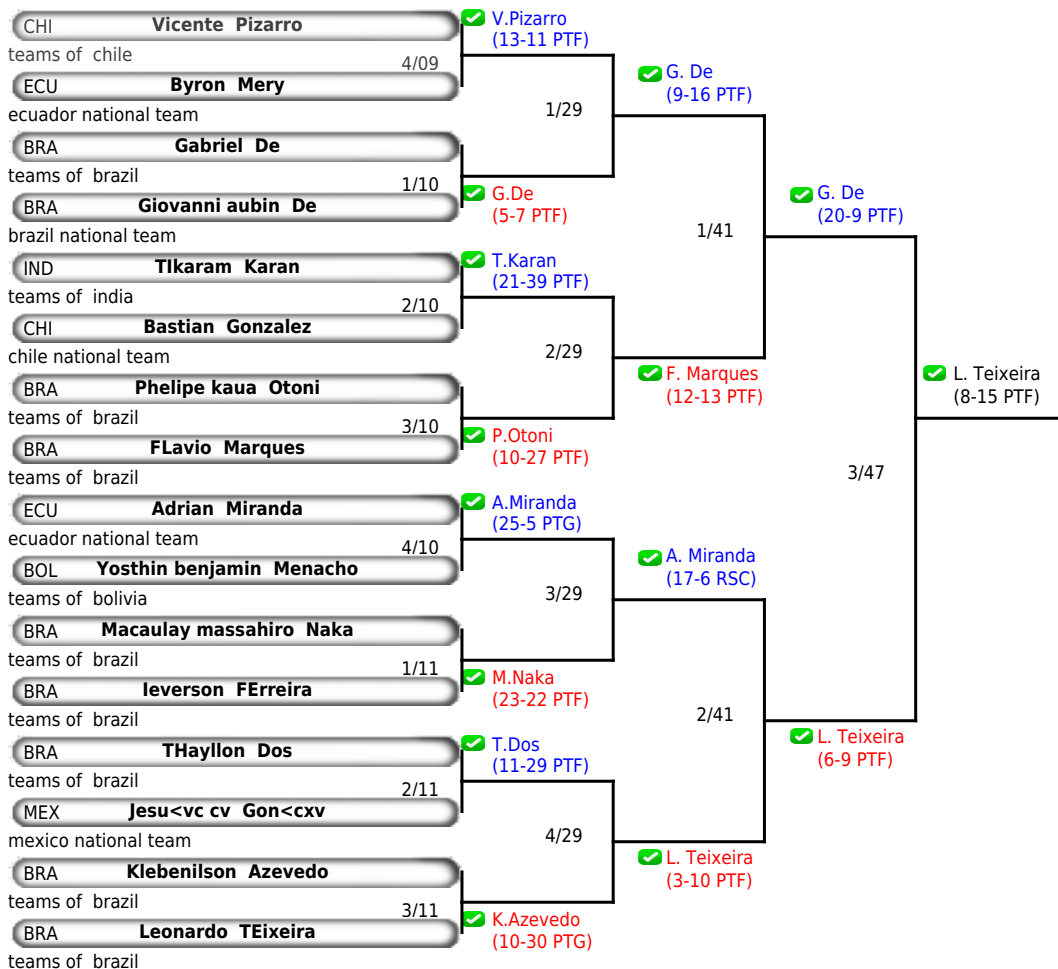 CHI Vicente Pizarro
teams of chile
4/09
ECU Byron Mery
ecuador national team
BRA Gabriel De
teams of brazil
1/10
BRA Giovanni aubin De
brazil national team
IND TIkaram Karan
teams of india
2/10
CHI Bastian Gonzalez
chile national team
BRA Phelipe kaua Otoni
teams of brazil
3/10
BRA FLavio Marques
teams of brazil
ECU Adrian Miranda
ecuador national team
4/10
BOL Yosthin benjamin Menacho
teams of bolivia
BRA Macaulay massahiro Naka
teams of brazil
1/11
BRA Ieverson FErreira
teams of brazil
BRA THayllon Dos
teams of brazil
2/11
MEX Jesu<vc cv Gon<cxv
mexico national team
BRA Klebenilson Azevedo
teams of brazil
3/11
BRA Leonardo TEixeira
teams of brazil
V.Pizarro
(13-11 PTF)
1/29
G.De
(5-7 PTF)
T.Karan
(21-39 PTF)
2/29
P.Otoni
(10-27 PTF)
A.Miranda
(25-5 PTG)
3/29
M.Naka
(23-22 PTF)
T.Dos
(11-29 PTF)
4/29
K.Azevedo
(10-30 PTG)
G. De
(9-16 PTF)
1/41
F. Marques
(12-13 PTF)
A. Miranda
(17-6 RSC)
2/41
L. Teixeira
(3-10 PTF)
G. De
(20-9 PTF)
3/47
L. Teixeira
(6-9 PTF)
L. Teixeira
(8-15 PTF)